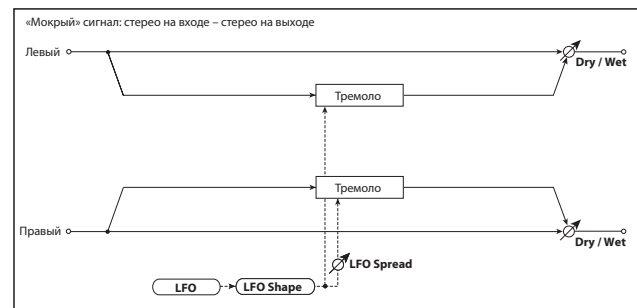 «Мокрый» сигнал: стерео на входе – стерео на выходе
Левый
Dry / Wet
Тремоло
Тремоло
Правый
Dry / Wet
LFO Spread
LFO
LFO Shape